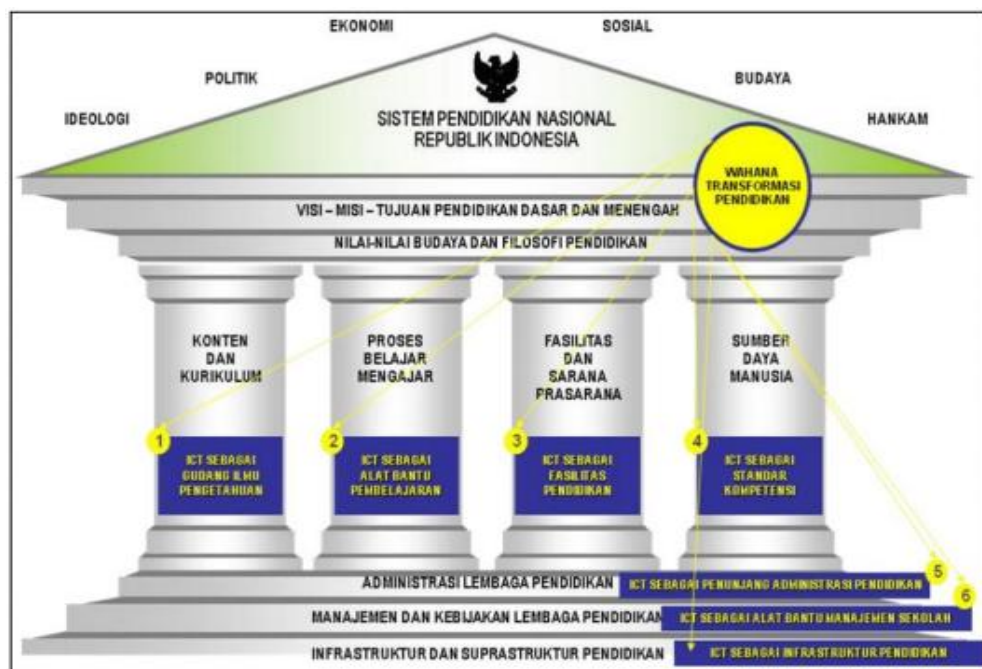 EKONOMI
SOSIAL
POLITIK
BUDAYA
IDEOLOGI
HANKAM
SISTEM PENDIDIKAN NASIONAL
REPUBLIK INDONESIA
WAHANA
TRANSFORMASI
PENDIDIKAN
VISI – MISI – TUJUAN PENDIDIKAN DASAR DAN MENENGAH
NILAI-NILAI BUDAYA DAN FILOSOFI PENDIDIKAN
KONTEN
DAN
KURIKULUM
PROSES
BELAJAR
MENGAJAR
FASILITAS
DAN
SARANA
PRASARANA
SUMBER
DAYA
MANUSIA
1
ICT SEBAGAI
GUDANG ILMU
PENGETAHUAN
2
ICT SEBAGAI
ALAT BANTU
PEMBELAJARAN
3
ICT SEBAGAI
FASILITAS
PENDIDIKAN
4
ICT SEBAGAI
STANDAR
KOMPETENSI
ADMINISTRASI LEMBAGA PENDIDIKAN
ICT SEBAGAI PENUNJANG ADMINISTRASI PENDIDIKAN
5
MANAJEMEN DAN KEBIJAKAN LEMBAGA PENDIDIKAN
ICT SEBAGAI ALAT BANTU MANAJEMEN SEKOLAH
6
INFRASTRUKTUR DAN SUPRASTRUKTUR PENDIDIKAN
ICT SEBAGAI INFRASTRUKTUR PENDIDIKAN